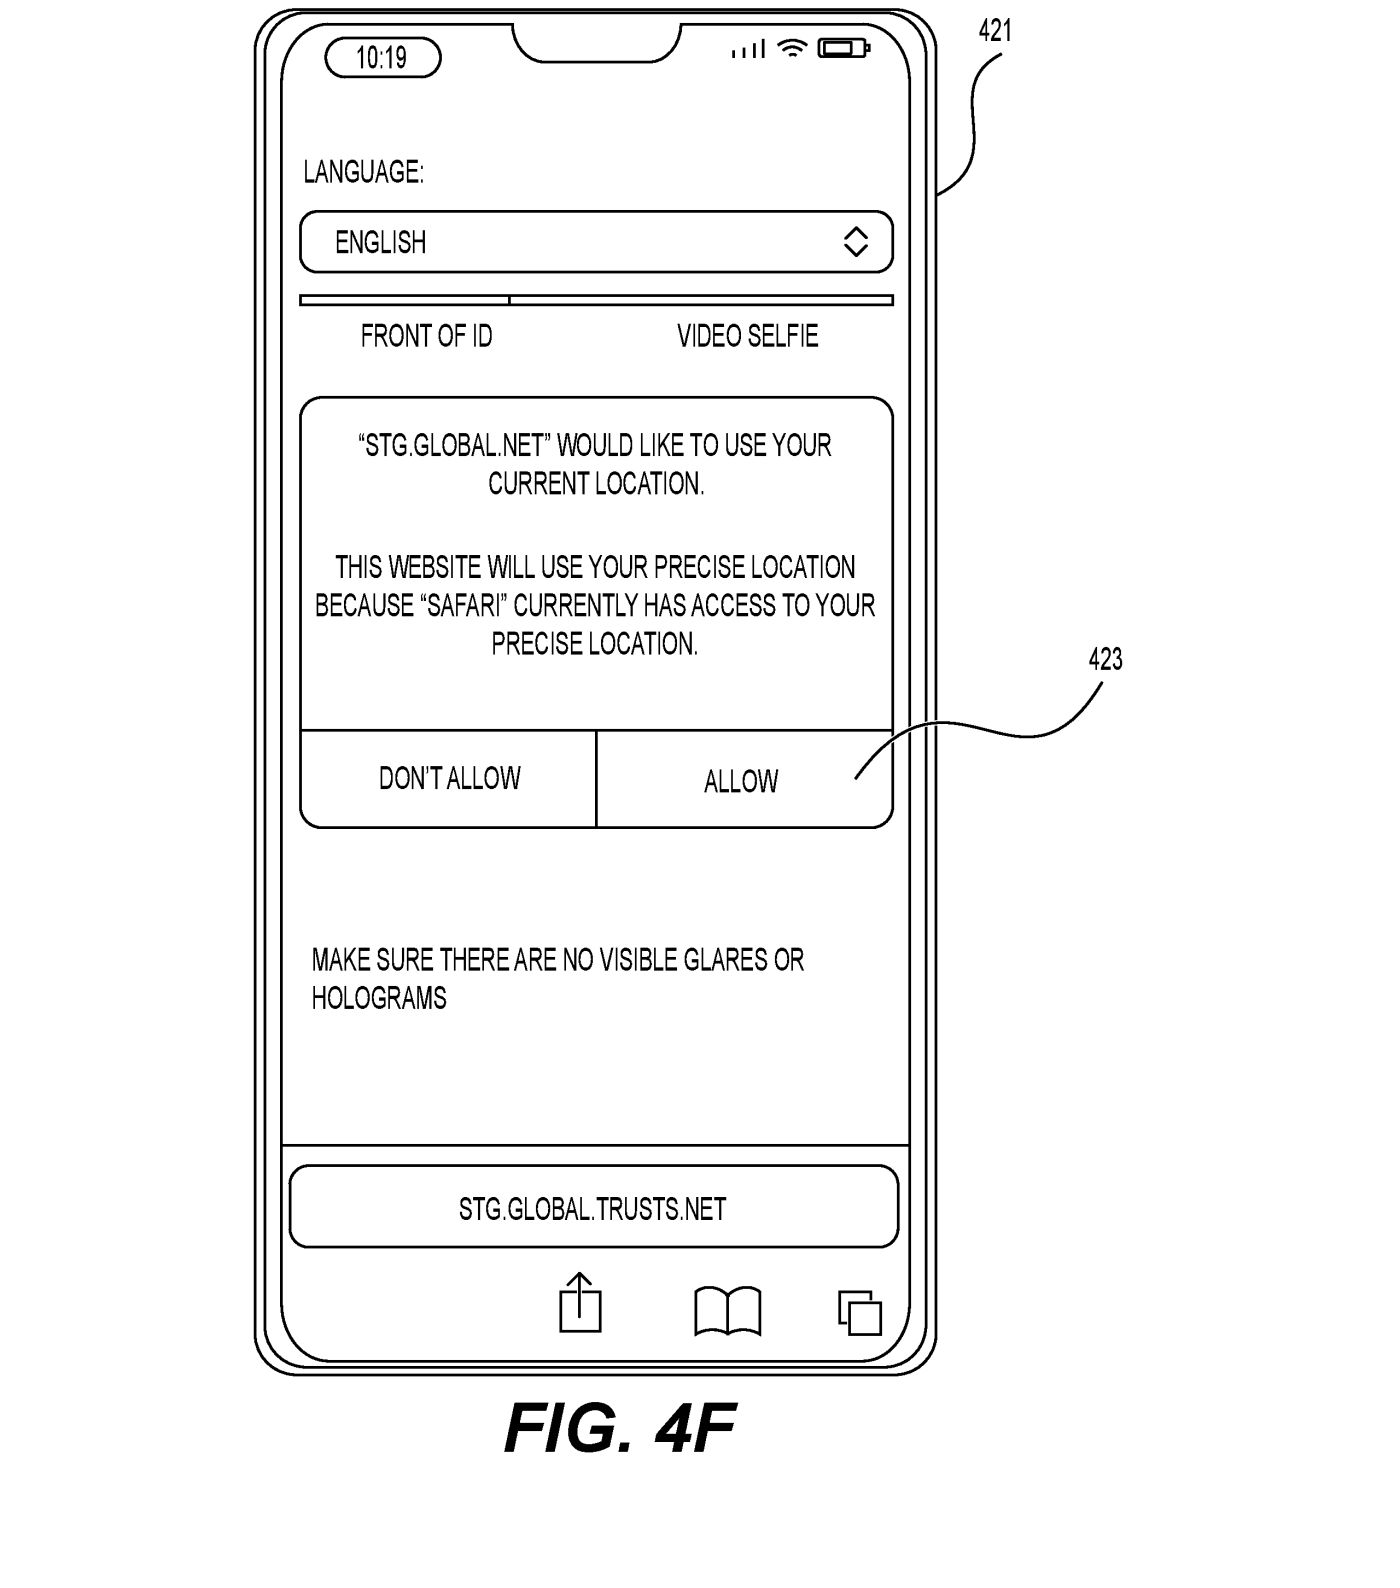 10:19
421
LANGUAGE:
ENGLISH
FRONT OF ID
VIDEO SELFIE
“STG.GLOBAL.NET” WOULD LIKE TO USE YOUR
CURRENT LOCATION.
THIS WEBSITE WILL USE YOUR PRECISE LOCATION
BECAUSE “SAFARI” CURRENTLY HAS ACCESS TO YOUR
PRECISE LOCATION.
423
DON’T ALLOW
ALLOW
MAKE SURE THERE ARE NO VISIBLE GLARES OR
HOLOGRAMS
STG.GLOBAL.TRUSTS.NET
FIG. 4F